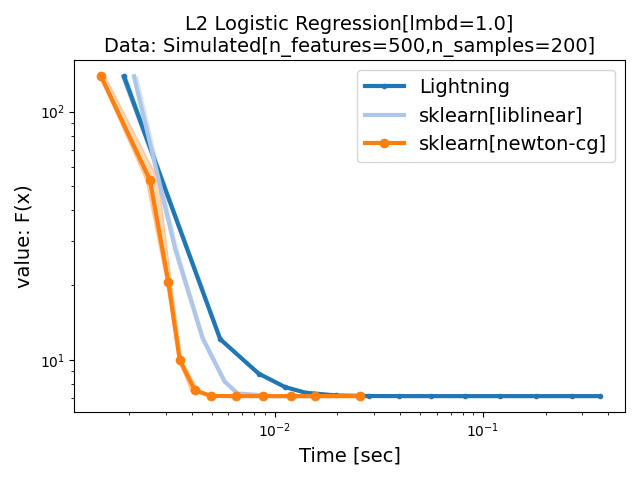 L2 Logistic Regression[lmbd=1.0]
Data: Simulated[n_features=500,n_samples=200]
Lightning
sklearn[liblinear]
sklearn[newton-cg]
value: F(x)
10²
10¹
10⁻²
10⁻¹
Time [sec]